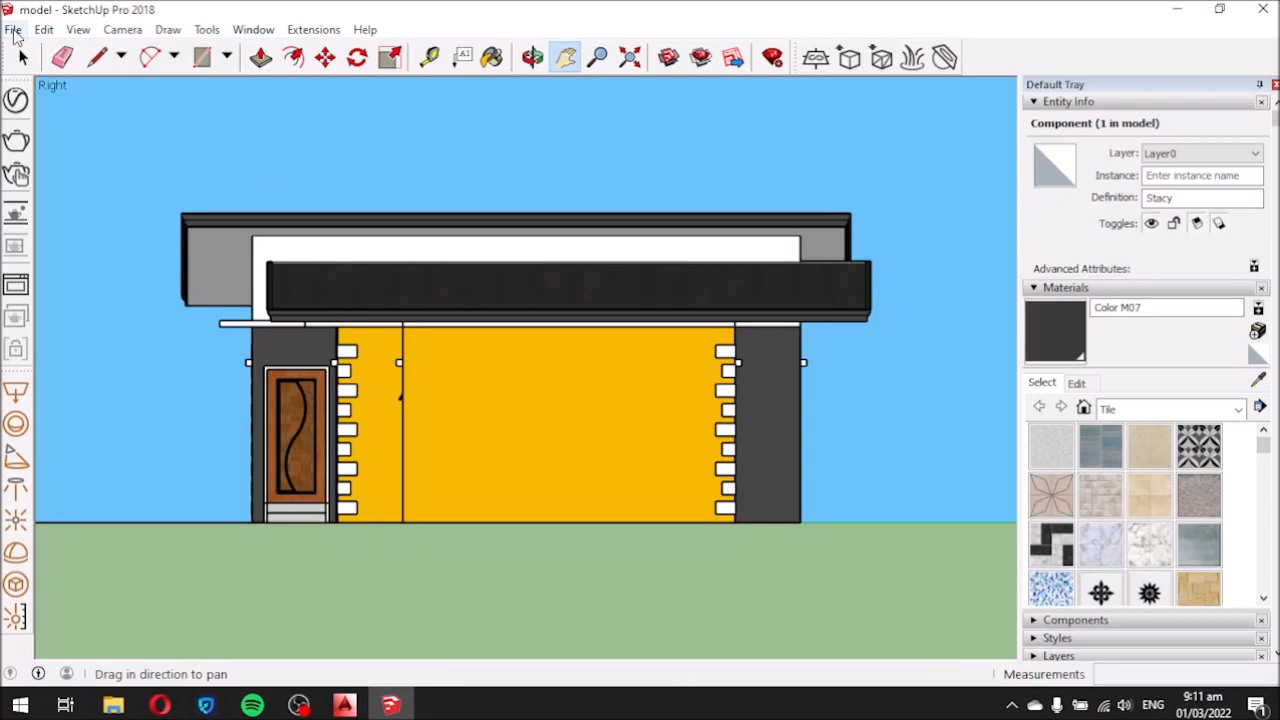 model - SketchUp Pro 2018
File Edit View Camera Draw Tools Window Extensions Help
A1
Right
Default Tray
Entity Info
Component (1 in model)
Layer: Layer0
Instance: Enter instance name
Definition: Stacy
Toggles:
Advanced Attributes:
Materials
Color M07
Select Edit
Tile
Components
Styles
Layers
Drag in direction to pan
Measurements
ENG
9:11 am
01/03/2022
1